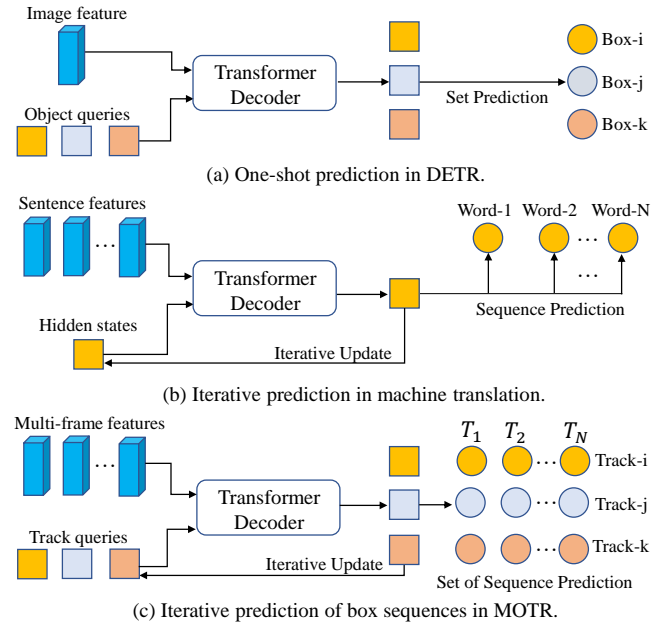 Image feature
Object queries
Transformer
Decoder
Set Prediction
Box-i
Box-j
Box-k
(a) One-shot prediction in DETR.
Sentence features
Hidden states
Transformer
Decoder
Iterative Update
Word-1 Word-2 Word-N
Sequence Prediction
(b) Iterative prediction in machine translation.
Multi-frame features
Track queries
Transformer
Decoder
Iterative Update
T₁ T₂ T_N
Track-i
Track-j
Track-k
Set of Sequence Prediction
(c) Iterative prediction of box sequences in MOTR.